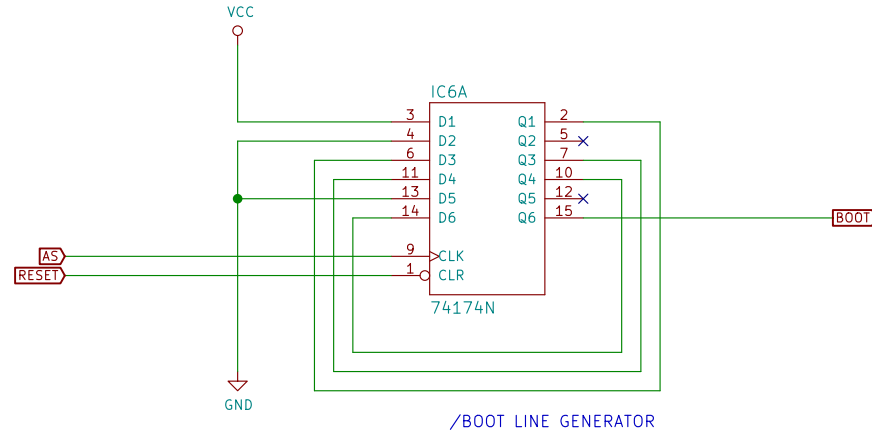 VCC
IC6A
3 D1 Q1 2
4 D2 Q2 5
6 D3 Q3 7
11 D4 Q4 10
13 D5 Q5 12
14 D6 Q6 15
BOOT
AS
9 CLK
RESET
1 CLR
74174N
GND
/BOOT LINE GENERATOR